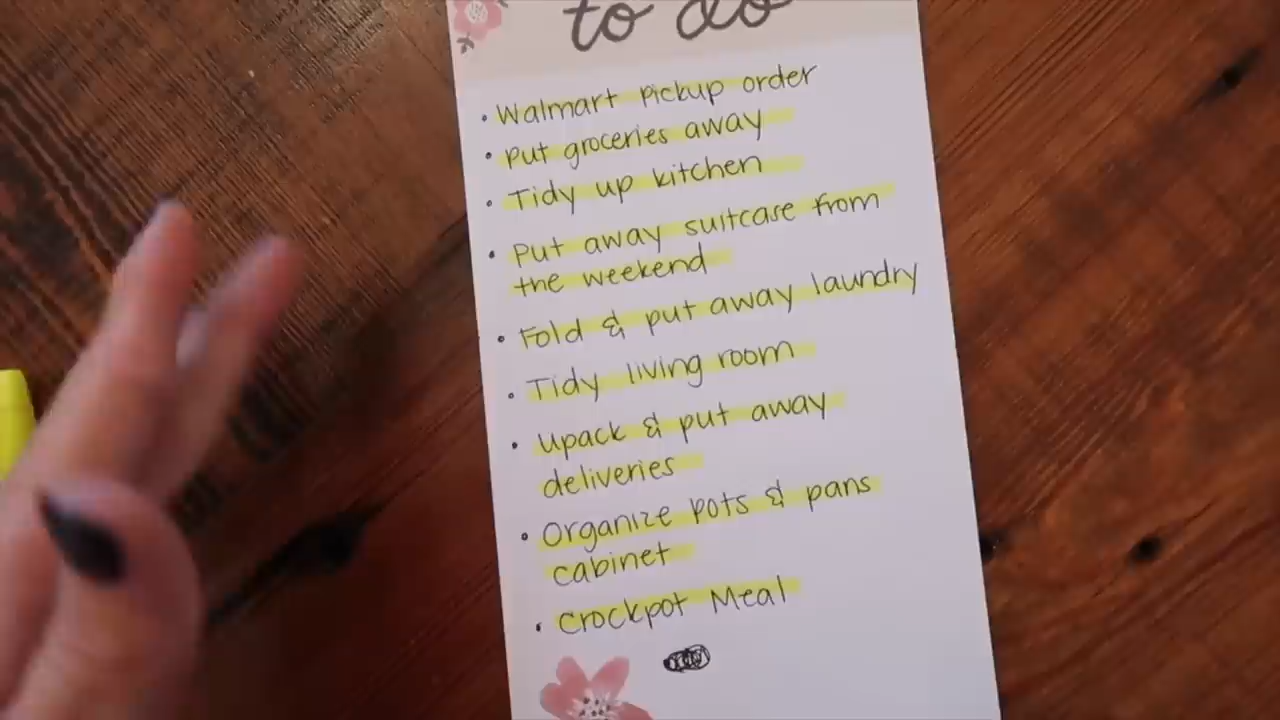 to do
• Walmart pickup order
• Put groceries away
• Tidy up kitchen
• Put away suitcase from
the weekend
• Fold & put away laundry
• Tidy living room
• Upack & put away
deliveries
• Organize pots & pans
cabinet
• Crockpot Meal